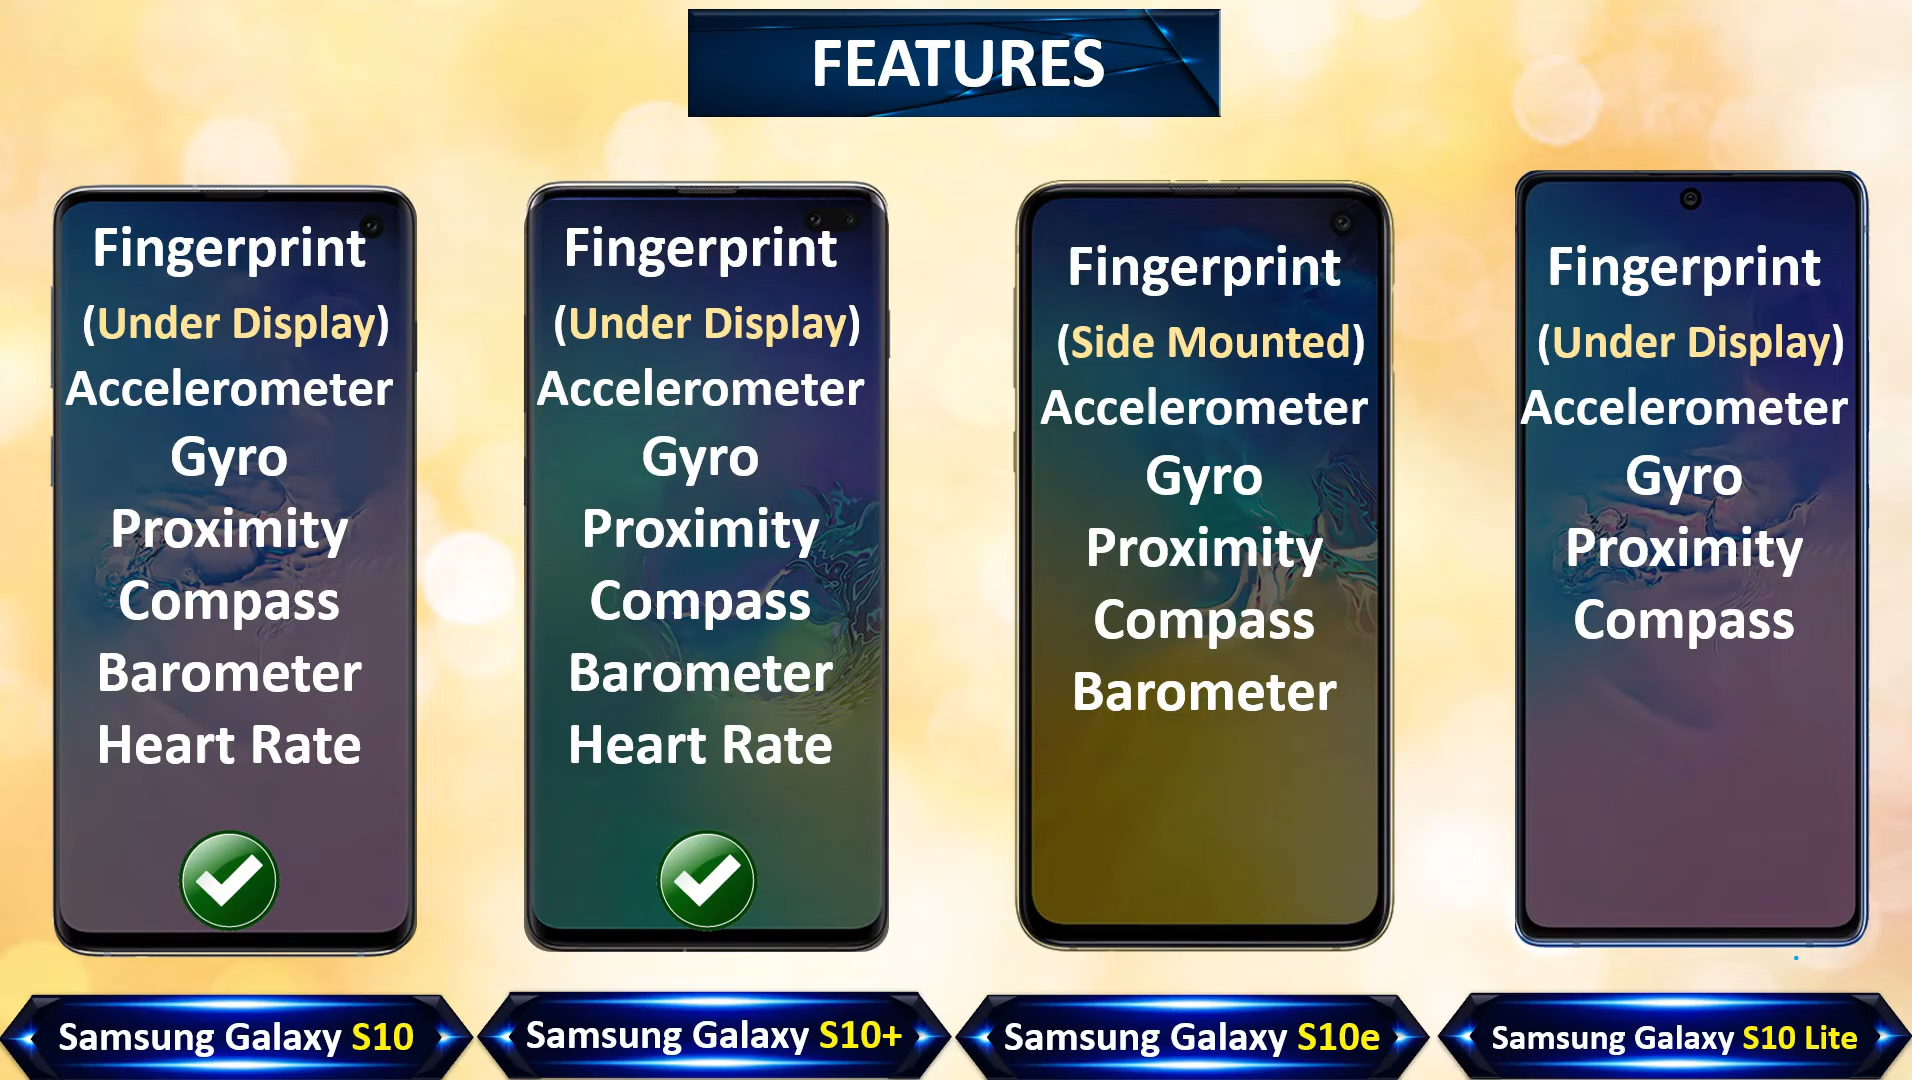 FEATURES
Fingerprint
(Under Display)
Accelerometer
Gyro
Proximity
Compass
Barometer
Heart Rate
Samsung Galaxy S10
Fingerprint
(Under Display)
Accelerometer
Gyro
Proximity
Compass
Barometer
Heart Rate
Samsung Galaxy S10+
Fingerprint
(Side Mounted)
Accelerometer
Gyro
Proximity
Compass
Barometer
Samsung Galaxy S10e
Fingerprint
(Under Display)
Accelerometer
Gyro
Proximity
Compass
Samsung Galaxy S10 Lite